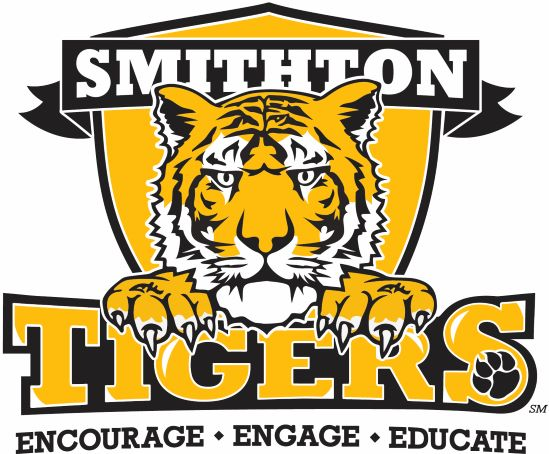 SMITHTON
TIGERS
SM
ENCOURAGE ◆ ENGAGE ◆ EDUCATE